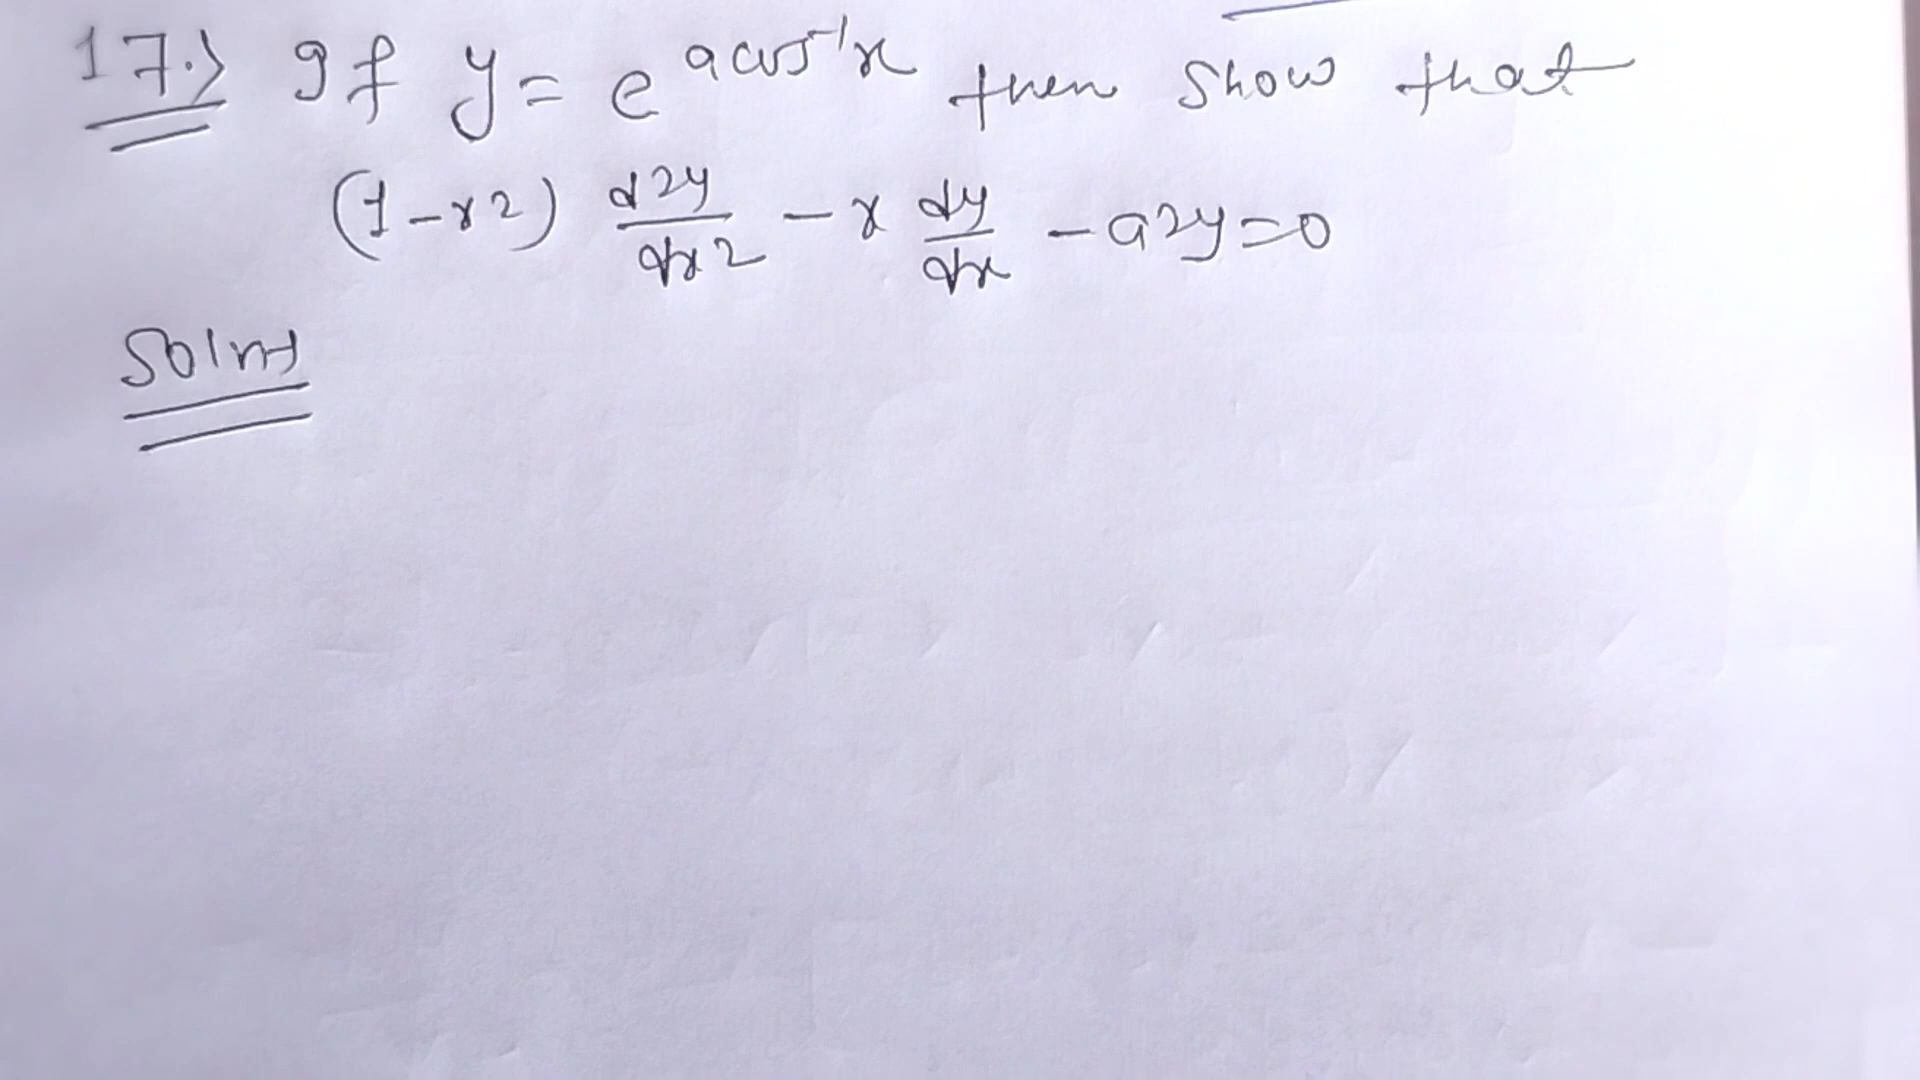 17.) If y = e^{a cos⁻¹x} then show that
(1-x2) d2y/dx2 - x dy/dx - a2y=0
Soln